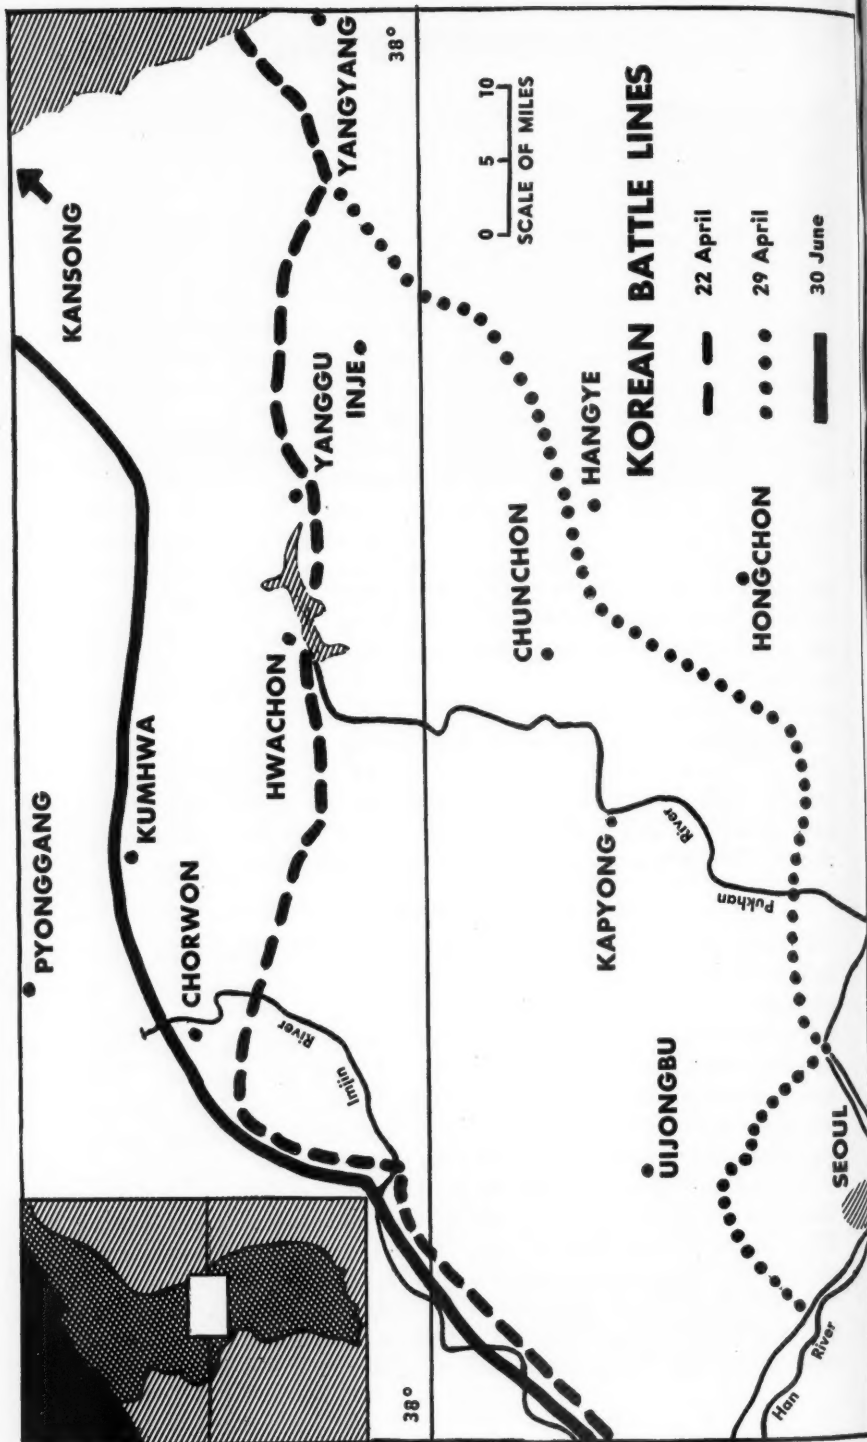 PYONGGANG
KANSONG
KUMHWA
CHORWON
HWACHON
YANGGU
INJE
YANGYANG
Imjin
River
38°
38°
CHUNCHON
HANGYE
KAPYONG
UIJONGBU
HONGCHON
Pukhan
River
SEOUL
Han
River
0 5 10
SCALE OF MILES
KOREAN BATTLE LINES
22 April
29 April
30 June